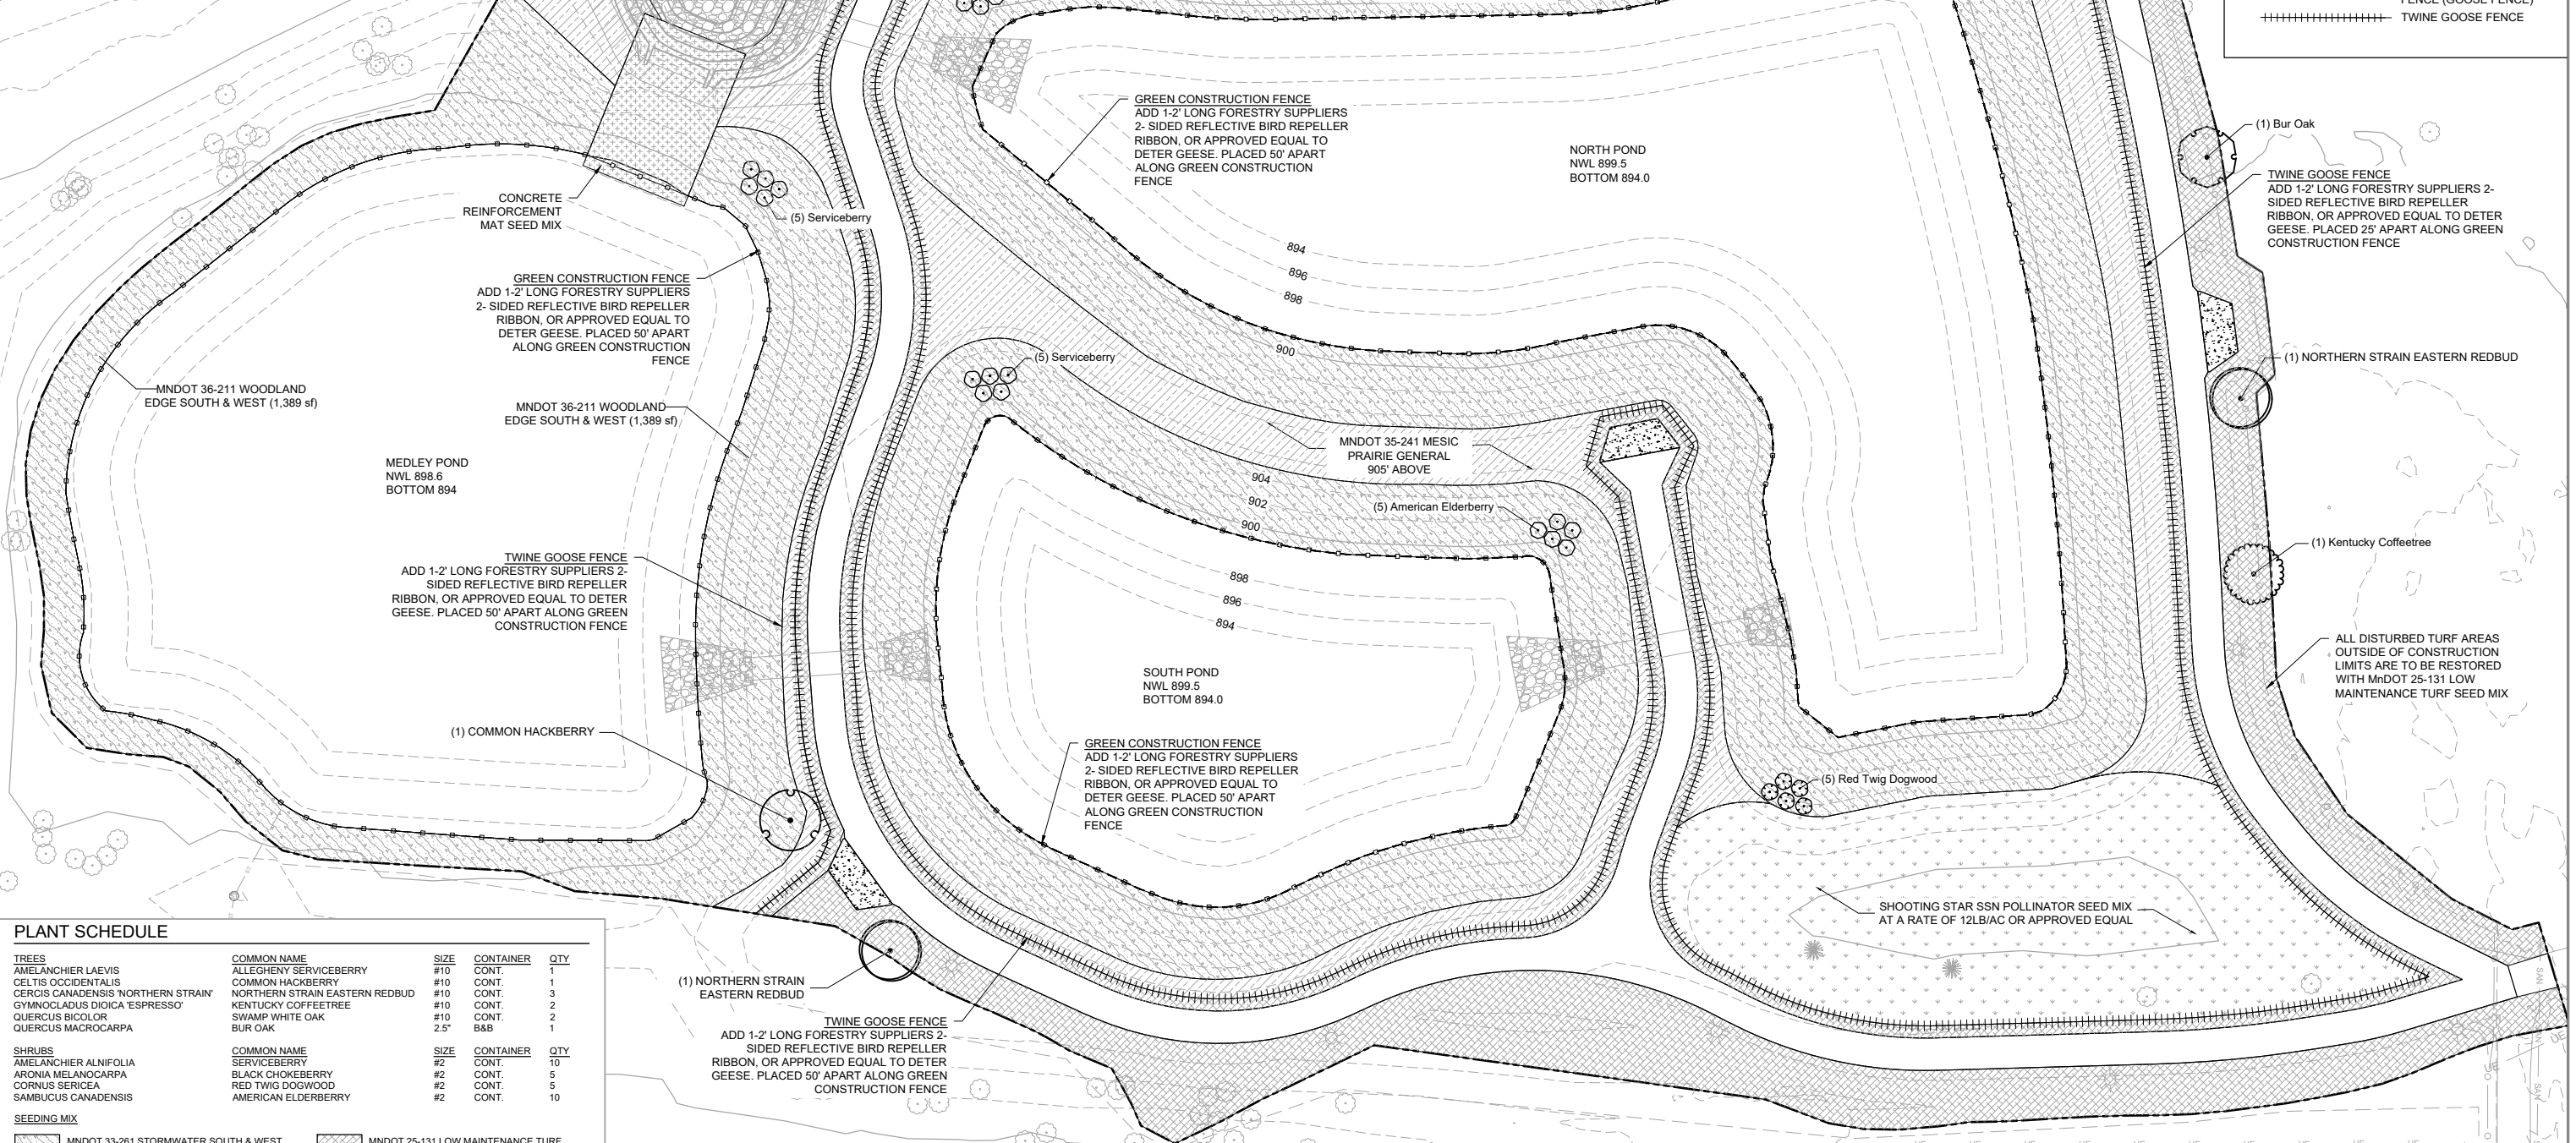 FENCE (GOOSE FENCE)
TWINE GOOSE FENCE
GREEN CONSTRUCTION FENCE
ADD 1-2' LONG FORESTRY SUPPLIERS
2- SIDED REFLECTIVE BIRD REPELLER
RIBBON, OR APPROVED EQUAL TO
DETER GEESE. PLACED 50' APART
ALONG GREEN CONSTRUCTION
FENCE
NORTH POND
NWL 899.5
BOTTOM 894.0
(1) Bur Oak
TWINE GOOSE FENCE
ADD 1-2' LONG FORESTRY SUPPLIERS 2-
SIDED REFLECTIVE BIRD REPELLER
RIBBON, OR APPROVED EQUAL TO DETER
GEESE. PLACED 25' APART ALONG GREEN
CONSTRUCTION FENCE
CONCRETE
REINFORCEMENT
MAT SEED MIX
(5) Serviceberry
GREEN CONSTRUCTION FENCE
ADD 1-2' LONG FORESTRY SUPPLIERS
2- SIDED REFLECTIVE BIRD REPELLER
RIBBON, OR APPROVED EQUAL TO
DETER GEESE. PLACED 50' APART
ALONG GREEN CONSTRUCTION
FENCE
894
896
898
900
(5) Serviceberry
(1) NORTHERN STRAIN EASTERN REDBUD
MNDOT 36-211 WOODLAND
EDGE SOUTH & WEST (1,389 sf)
MNDOT 36-211 WOODLAND
EDGE SOUTH & WEST (1,389 sf)
MNDOT 35-241 MESIC
PRAIRIE GENERAL
905' ABOVE
MEDLEY POND
NWL 898.6
BOTTOM 894
904
902
900
(5) American Elderberry
(1) Kentucky Coffeetree
TWINE GOOSE FENCE
ADD 1-2' LONG FORESTRY SUPPLIERS 2-
SIDED REFLECTIVE BIRD REPELLER
RIBBON, OR APPROVED EQUAL TO DETER
GEESE. PLACED 50' APART ALONG GREEN
CONSTRUCTION FENCE
898
896
894
ALL DISTURBED TURF AREAS
OUTSIDE OF CONSTRUCTION
LIMITS ARE TO BE RESTORED
WITH MnDOT 25-131 LOW
MAINTENANCE TURF SEED MIX
SOUTH POND
NWL 899.5
BOTTOM 894.0
(1) COMMON HACKBERRY
GREEN CONSTRUCTION FENCE
ADD 1-2' LONG FORESTRY SUPPLIERS
2- SIDED REFLECTIVE BIRD REPELLER
RIBBON, OR APPROVED EQUAL TO
DETER GEESE. PLACED 50' APART
ALONG GREEN CONSTRUCTION
FENCE
(5) Red Twig Dogwood
SHOOTING STAR SSN POLLINATOR SEED MIX
AT A RATE OF 12LB/AC OR APPROVED EQUAL
(1) NORTHERN STRAIN
EASTERN REDBUD
TWINE GOOSE FENCE
ADD 1-2' LONG FORESTRY SUPPLIERS 2-
SIDED REFLECTIVE BIRD REPELLER
RIBBON, OR APPROVED EQUAL TO DETER
GEESE. PLACED 50' APART ALONG GREEN
CONSTRUCTION FENCE
SAN
SAN
PLANT SCHEDULE
TREES COMMON NAME SIZE CONTAINER QTY
AMELANCHIER LAEVIS ALLEGHENY SERVICEBERRY #10 CONT. 1
CELTIS OCCIDENTALIS COMMON HACKBERRY #10 CONT. 1
CERCIS CANADENSIS 'NORTHERN STRAIN' NORTHERN STRAIN EASTERN REDBUD #10 CONT. 3
GYMNOCLADUS DIOICA 'ESPRESSO' KENTUCKY COFFEETREE #10 CONT. 2
QUERCUS BICOLOR SWAMP WHITE OAK #10 CONT. 2
QUERCUS MACROCARPA BUR OAK 2.5" B&B 1
SHRUBS COMMON NAME SIZE CONTAINER QTY
AMELANCHIER ALNIFOLIA SERVICEBERRY #2 CONT. 10
ARONIA MELANOCARPA BLACK CHOKEBERRY #2 CONT. 5
CORNUS SERICEA RED TWIG DOGWOOD #2 CONT. 5
SAMBUCUS CANADENSIS AMERICAN ELDERBERRY #2 CONT. 10
SEEDING MIX
MNDOT 33-261 STORMWATER SOUTH & WEST MNDOT 25-131 LOW MAINTENANCE TURF